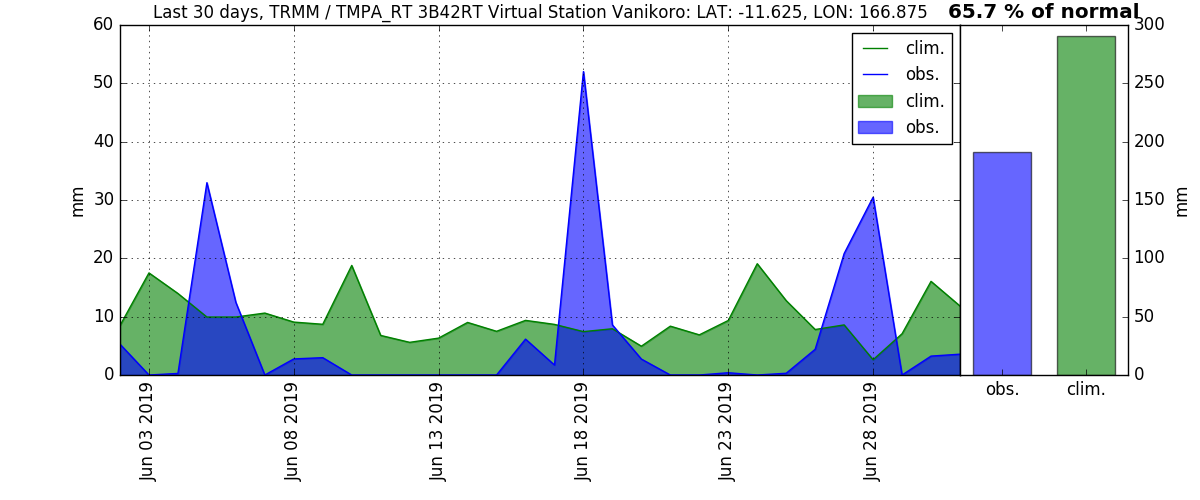 Last 30 days, TRMM / TMPA_RT 3B42RT Virtual Station Vanikoro: LAT: -11.625, LON: 166.875
65.7 % of normal
60
50
40
30
20
10
0
mm
clim.
obs.
clim.
obs.
300
250
200
150
100
50
0
mm
Jun 03 2019
Jun 08 2019
Jun 13 2019
Jun 18 2019
Jun 23 2019
Jun 28 2019
obs.
clim.